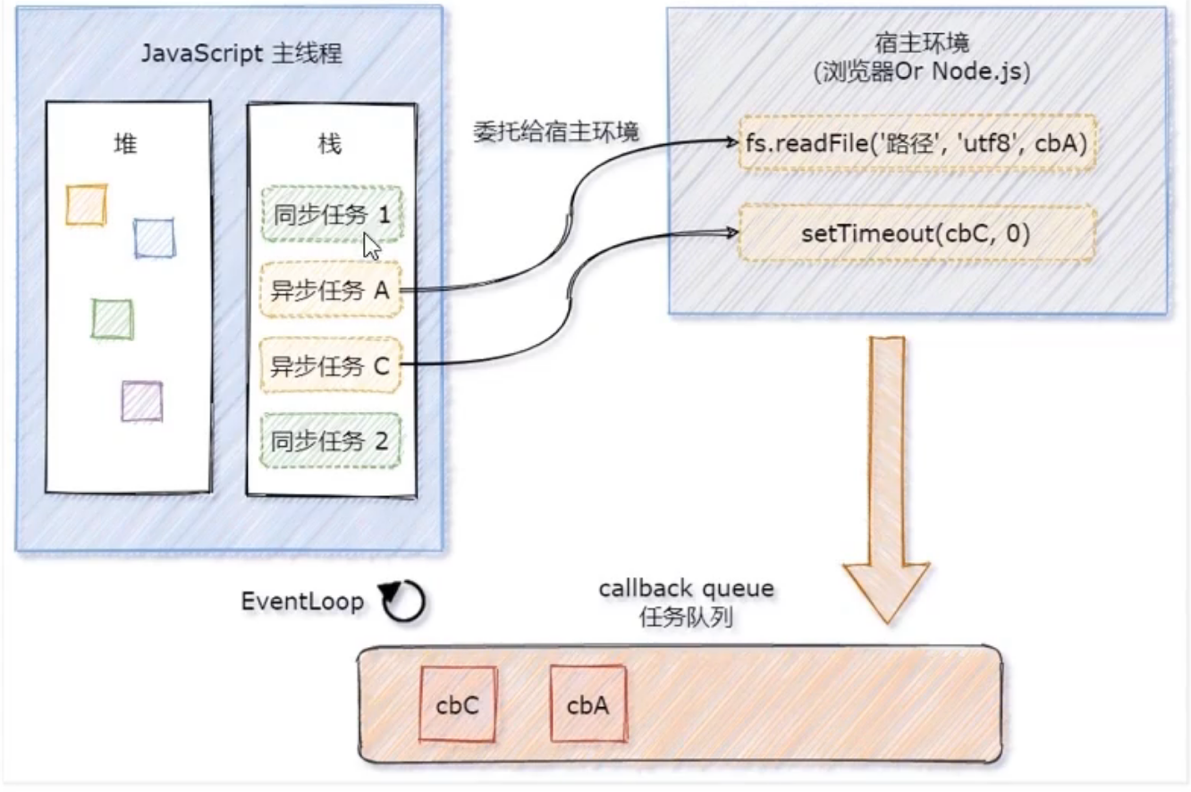 JavaScript 主线程
堆
栈
同步任务 1
异步任务 A
异步任务 C
同步任务 2
委托给宿主环境
宿主环境
(浏览器Or Node.js)
fs.readFile('路径', 'utf8', cbA)
setTimeout(cbC, 0)
EventLoop
callback queue
任务队列
cbC
cbA